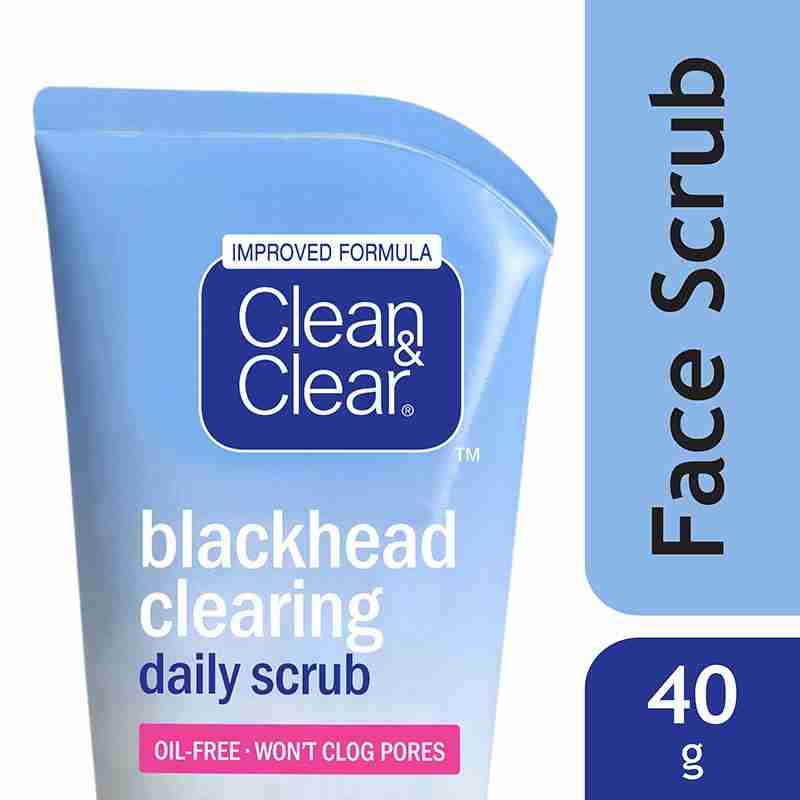 IMPROVED FORMULA
Clean
&
Clear®
TM
blackhead
clearing
daily scrub
OIL-FREE · WON'T CLOG PORES
Face Scrub
40
g